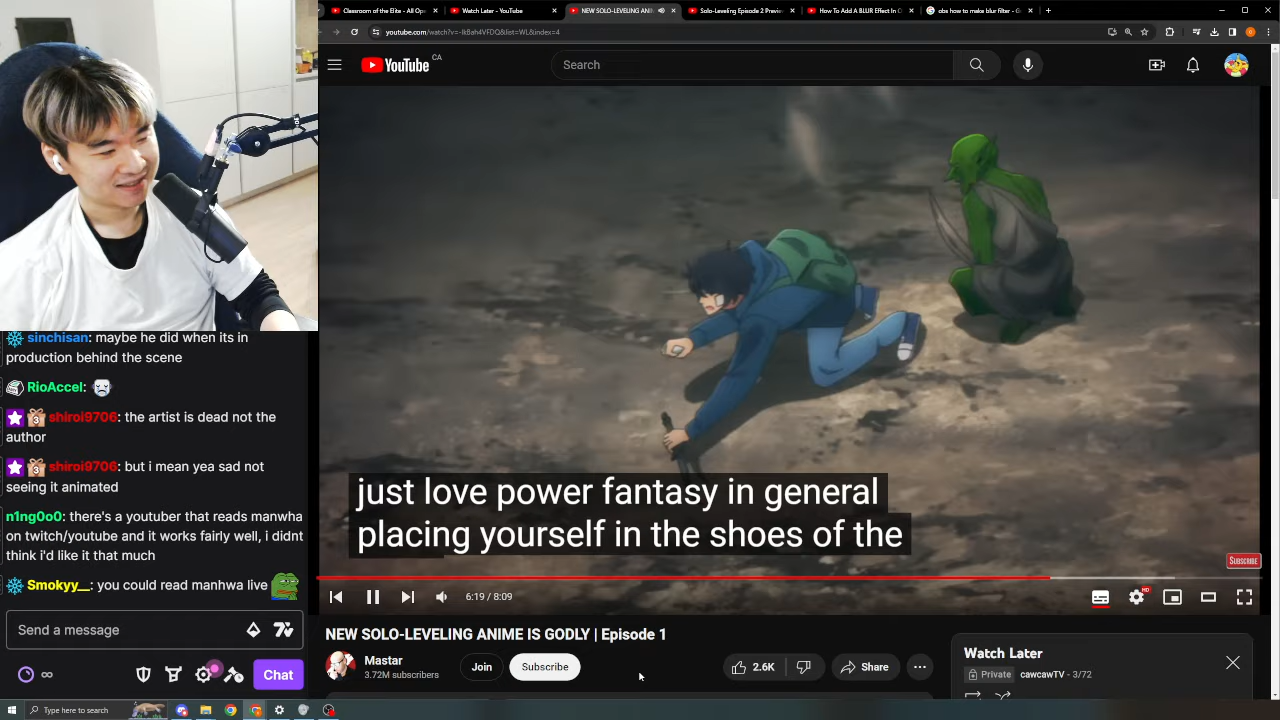 Classroom of the Elite - All Op
Watch Later - YouTube
NEW SOLO-LEVELING ANI
Solo-Leveling Episode 2 Previ
How To Add A BLUR Effect In O
obs how to make blur filter - G
youtube.com/watch?v=-IkBah4VFDQ&list=WL&index=4
YouTube CA
Search
just love power fantasy in general
placing yourself in the shoes of the
SUBSCRIBE
6:19 / 8:09
HD
NEW SOLO-LEVELING ANIME IS GODLY | Episode 1
Mastar
3.72M subscribers
Join
Subscribe
2.6K
Share
Watch Later
Private
cawcawTV - 3/72
sinchisan: maybe he did when its in
production behind the scene
RioAccel:
3 shiroi9706: the artist is dead not the
author
3 shiroi9706: but i mean yea sad not
seeing it animated
n1ng0o0: there's a youtuber that reads manwha
on twitch/youtube and it works fairly well, i didnt
think i'd like it that much
Smokyy__: you could read manhwa live
Send a message
Chat
Type here to search